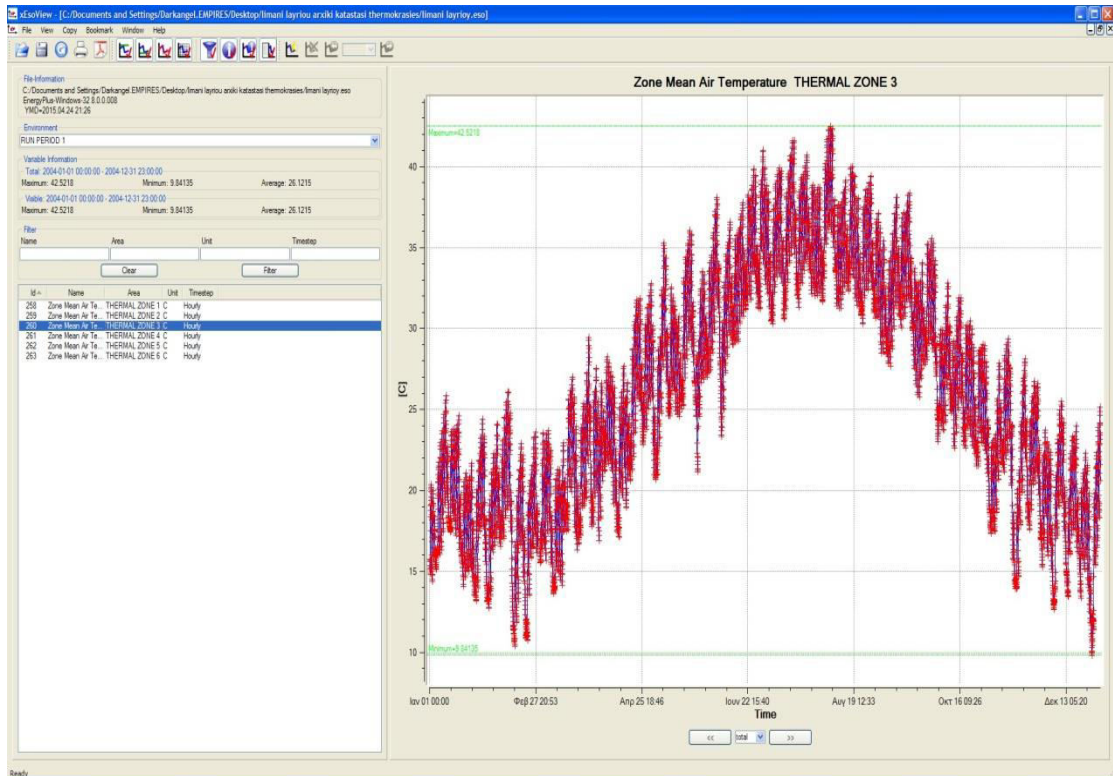 xEsoView - [C:/Documents and Settings/Darkangel.EMPIRES/Desktop/limani layriou arxiki katastasi thermokrasies/limani layrioy.eso]
File View Copy Bookmark Window Help
File Information
C:/Documents and Settings/Darkangel.EMPIRES/Desktop/limani layriou arxiki katastasi thermokrasies/limani layrioy.eso
EnergyPlus-Windows-32 8.0.0.008
YMD=2015.04.24 21:26
Environment
RUN PERIOD 1
Variable Information
Total: 2004-01-01 00:00:00 - 2004-12-31 23:00:00
Maximum: 42.5218 Minimum: 9.84135 Average: 26.1215
Visible: 2004-01-01 00:00:00 - 2004-12-31 23:00:00
Maximum: 42.5218 Minimum: 9.84135 Average: 26.1215
Filter
Name Area Unit Timestep
Clear Filter
Id Name Area Unit Timestep
258 Zone Mean Air Te... THERMAL ZONE 1 C Hourly
259 Zone Mean Air Te... THERMAL ZONE 2 C Hourly
260 Zone Mean Air Te... THERMAL ZONE 3 C Hourly
261 Zone Mean Air Te... THERMAL ZONE 4 C Hourly
262 Zone Mean Air Te... THERMAL ZONE 5 C Hourly
263 Zone Mean Air Te... THERMAL ZONE 6 C Hourly
Zone Mean Air Temperature THERMAL ZONE 3
Maximum=42.5218
40
35
30
25
[C]
20
15
10
Minimum=9.84135
Ιαν 01 00:00 Φεβ 27 20:53 Απρ 25 18:46 Ιουν 22 15:40 Αυγ 19 12:33 Οκτ 16 09:26 Δεκ 13 05:20
Time
<< total >>
Ready